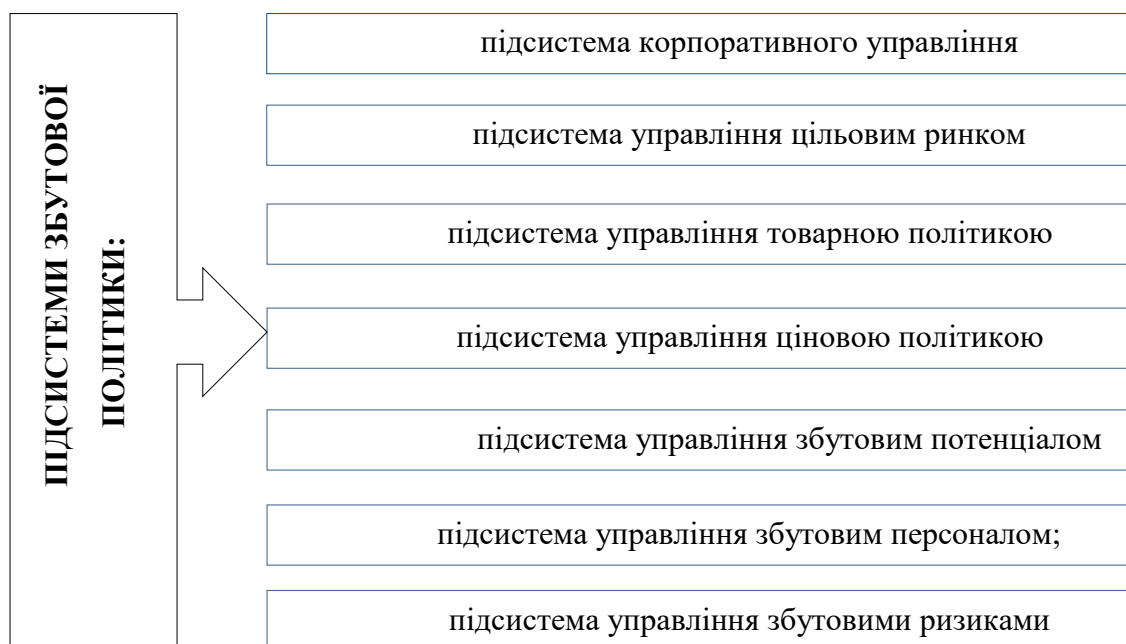 ПІДСИСТЕМИ ЗБУТОВОЇ
ПОЛІТИКИ:
підсистема корпоративного управління
підсистема управління цільовим ринком
підсистема управління товарною політикою
підсистема управління ціновою політикою
підсистема управління збутовим потенціалом
підсистема управління збутовим персоналом;
підсистема управління збутовими ризиками